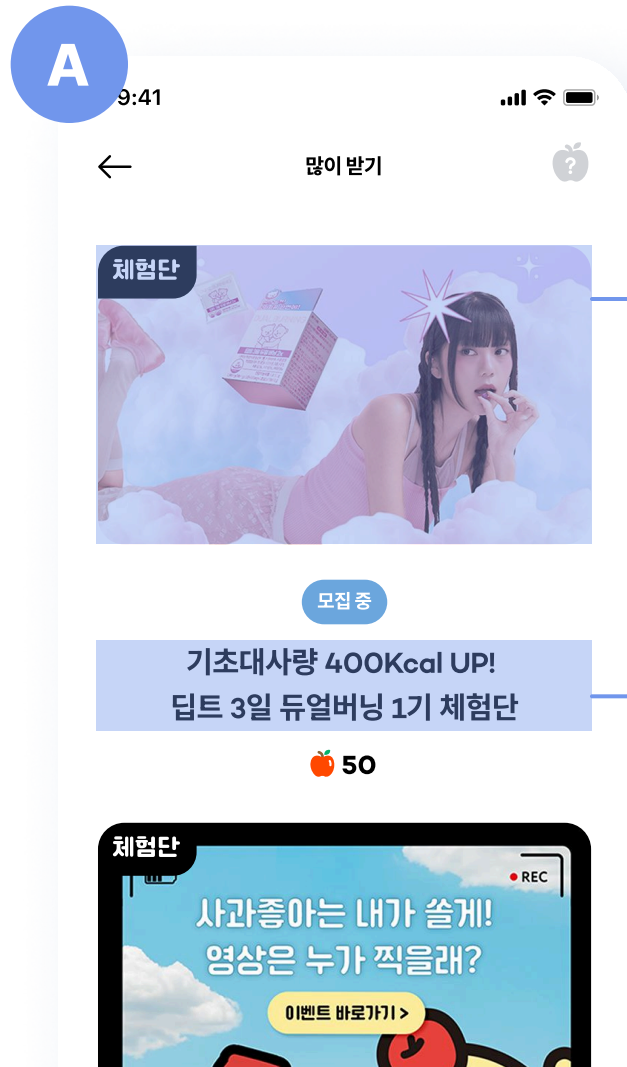 A
9:41
많이 받기
?
체험단
모집 중
기초대사량 400Kcal UP!
딥트 3일 듀얼버닝 1기 체험단
50
체험단
REC
사과좋아는 내가 쏠게!
영상은 누가 찍을래?
이벤트 바로가기 >